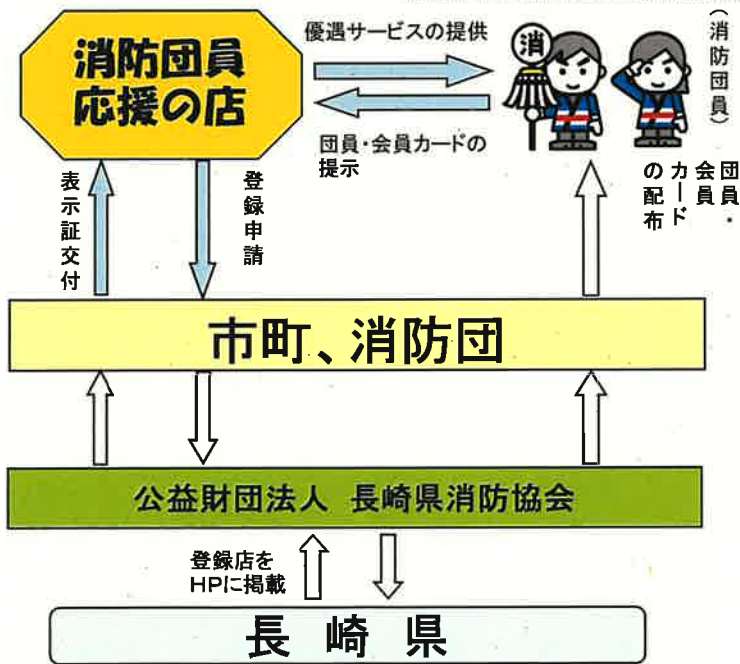 消防団員
応援の店
優遇サービスの提供
団員・会員カードの
提示
消
（消防団員）
団員・
会員
カード
の配布
表示証交付
登録申請
市町、消防団
公益財団法人 長崎県消防協会
登録店を
HPに掲載
長崎県